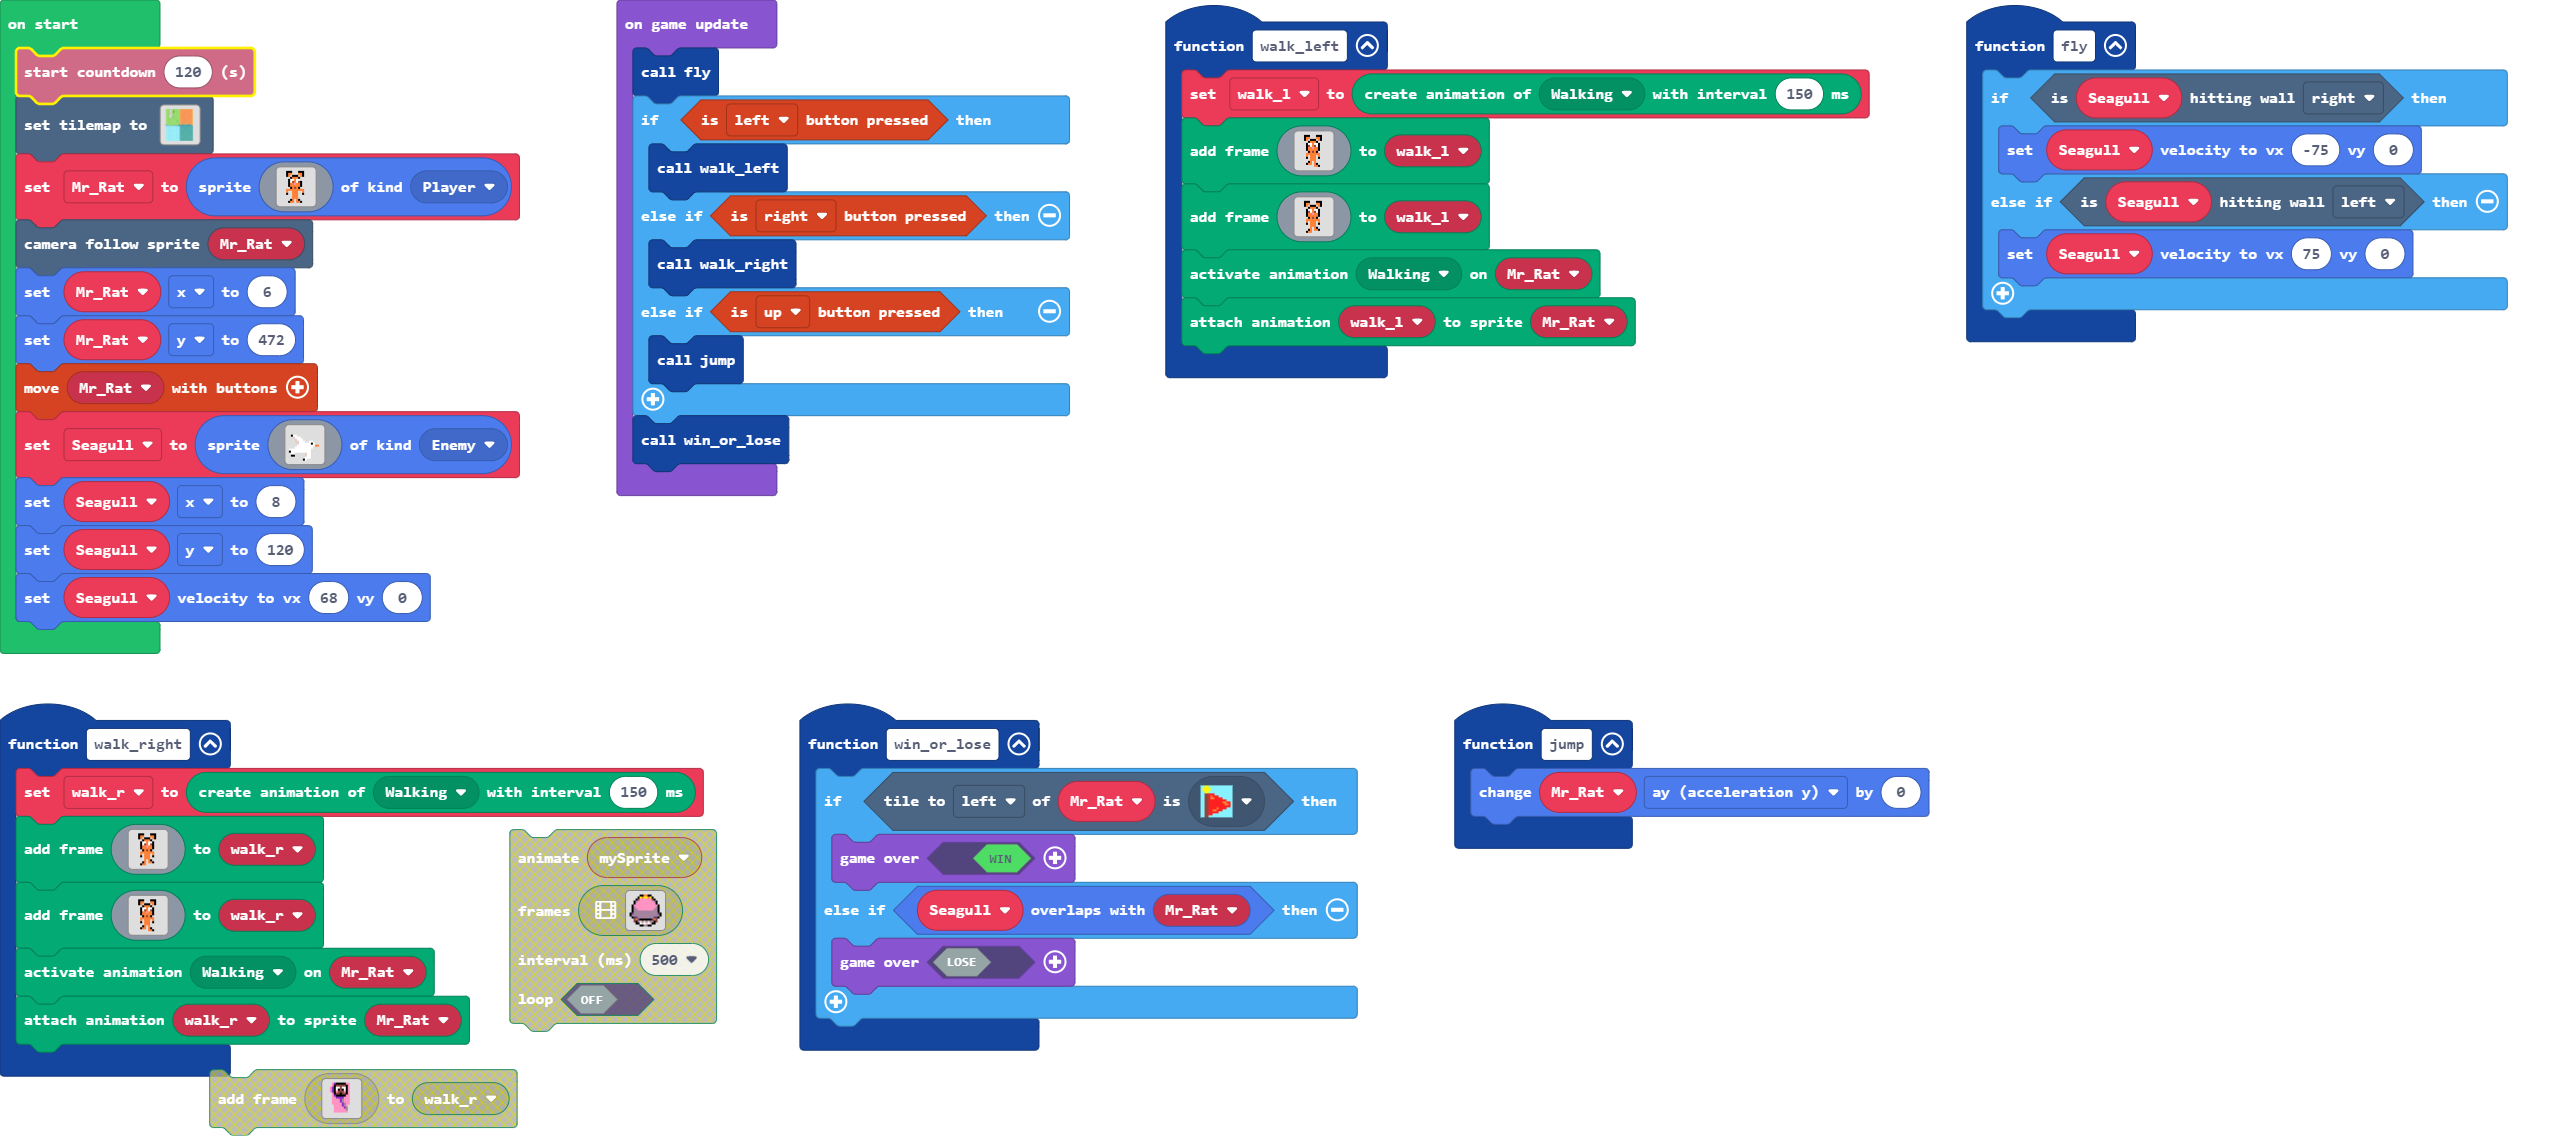 on start
start countdown 120 (s)
set tilemap to
set Mr_Rat to sprite of kind Player
camera follow sprite Mr_Rat
set Mr_Rat x to 6
set Mr_Rat y to 472
move Mr_Rat with buttons
set Seagull to sprite of kind Enemy
set Seagull x to 8
set Seagull y to 120
set Seagull velocity to vx 68 vy 0
on game update
call fly
if is left button pressed then
call walk_left
else if is right button pressed then
call walk_right
else if is up button pressed then
call jump
call win_or_lose
function walk_left
set walk_l to create animation of Walking with interval 150 ms
add frame to walk_l
add frame to walk_l
activate animation Walking on Mr_Rat
attach animation walk_l to sprite Mr_Rat
function fly
if is Seagull hitting wall right then
set Seagull velocity to vx -75 vy 0
else if is Seagull hitting wall left then
set Seagull velocity to vx 75 vy 0
function walk_right
set walk_r to create animation of Walking with interval 150 ms
add frame to walk_r
add frame to walk_r
activate animation Walking on Mr_Rat
attach animation walk_r to sprite Mr_Rat
add frame to walk_r
animate mySprite
frames
interval (ms) 500
loop OFF
function win_or_lose
if tile to left of Mr_Rat is then
game over WIN
else if Seagull overlaps with Mr_Rat then
game over LOSE
function jump
change Mr_Rat ay (acceleration y) by 0